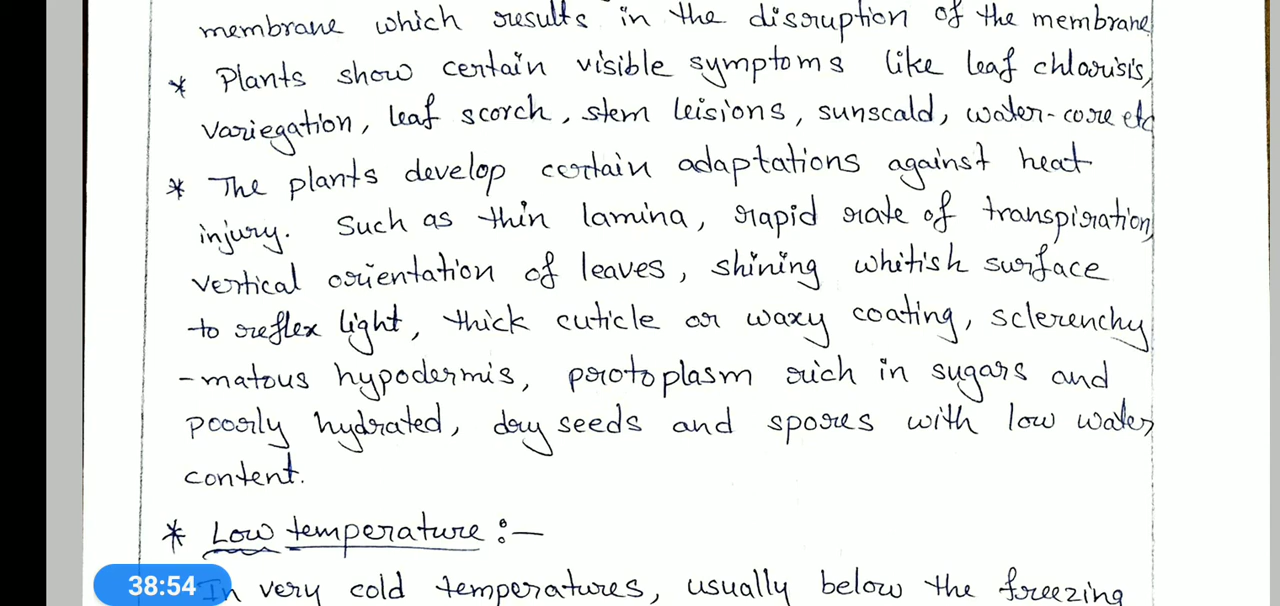 membrane which results in the disruption of the membrane
* Plants show certain visible symptoms like leaf chlorisis,
variegation, leaf scorch, stem leisions, sunscald, water-core etc
* The plants develop certain adaptations against heat
injury. Such as thin lamina, rapid rate of transpiration,
vertical orientation of leaves, shining whitish surface
to reflex light, thick cuticle or waxy coating, sclerenchy
-matous hypodermis, protoplasm rich in sugars and
poorly hydrated, dry seeds and spores with low water
content.
* Low temperature :-
38:54
In very cold temperatures, usually below the freezing